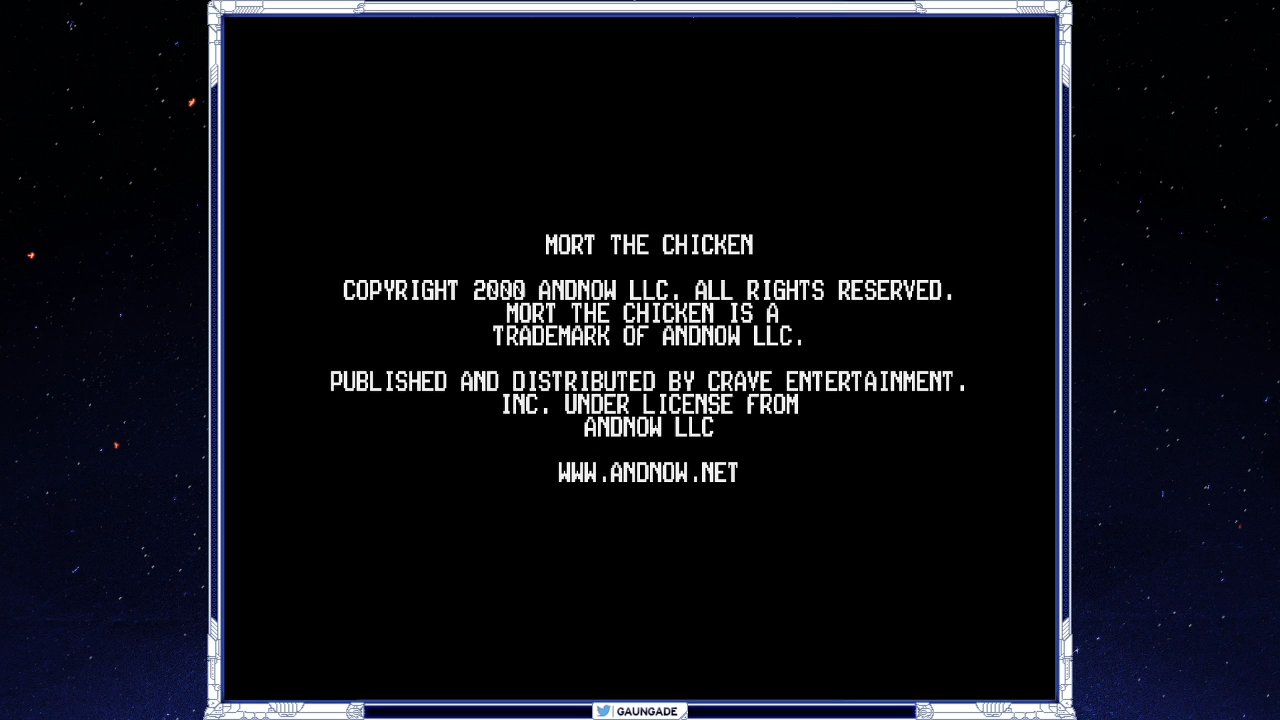 MORT THE CHICKEN
COPYRIGHT 2000 ANDNOW LLC. ALL RIGHTS RESERVED.
MORT THE CHICKEN IS A
TRADEMARK OF ANDNOW LLC.
PUBLISHED AND DISTRIBUTED BY CRAVE ENTERTAINMENT.
INC. UNDER LICENSE FROM
ANDNOW LLC
WWW.ANDNOW.NET
GAUNGADE